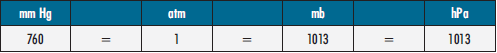 mm Hg atm mb hPa
760 = 1 = 1013 = 1013